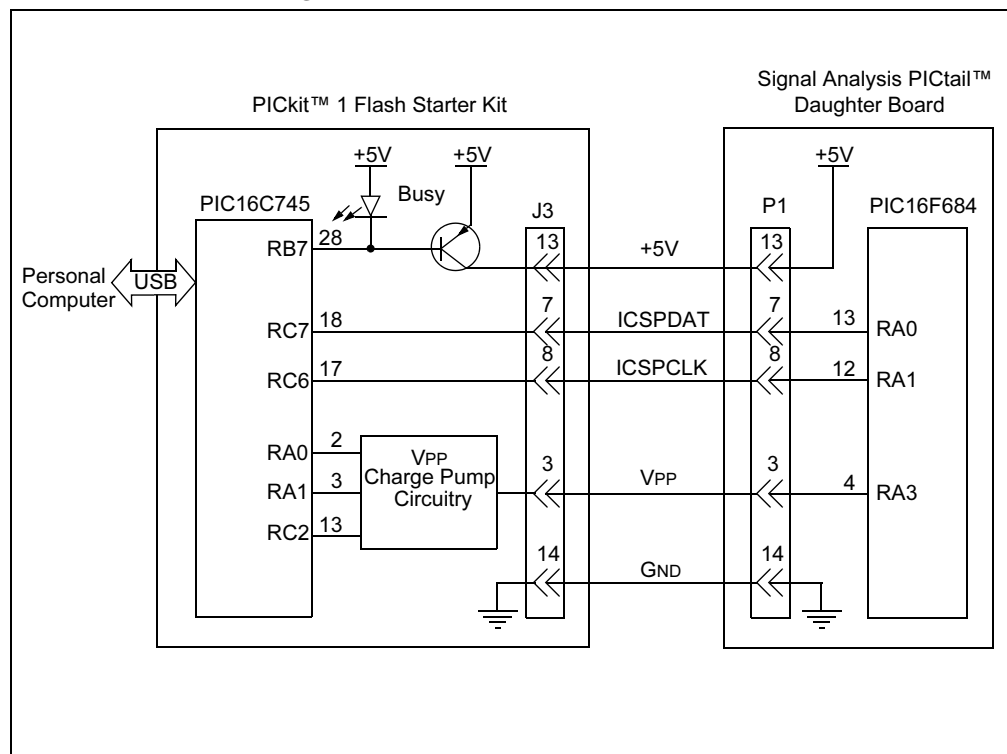 Signal Analysis PICtail™
Daughter Board
PICkit™ 1 Flash Starter Kit
+5V
+5V
+5V
Busy
PIC16C745
J3
P1
PIC16F684
RB7
28
13
+5V
13
Personal
Computer
USB
RC7
18
7
ICSPDAT
7
13
RA0
RC6
17
8
ICSPCLK
8
12
RA1
RA0
2
RA1
3
RC2
13
VPP
Charge Pump
Circuitry
3
VPP
3
4
RA3
14
GND
14